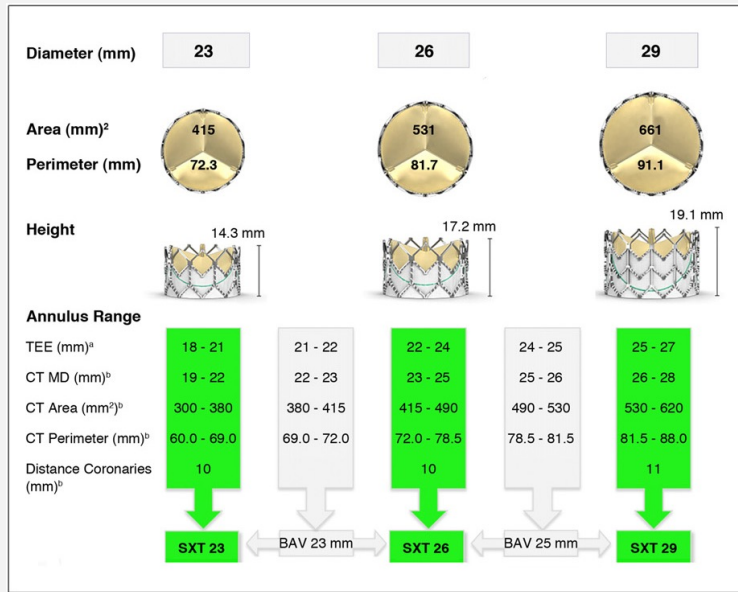 Diameter (mm) 23 26 29
Area (mm)² 415 531 661
Perimeter (mm) 72.3 81.7 91.1
Height 14.3 mm 17.2 mm 19.1 mm
Annulus Range
TEE (mm)ᵃ 18 - 21 21 - 22 22 - 24 24 - 25 25 - 27
CT MD (mm)ᵇ 19 - 22 22 - 23 23 - 25 25 - 26 26 - 28
CT Area (mm²)ᵇ 300 - 380 380 - 415 415 - 490 490 - 530 530 - 620
CT Perimeter (mm)ᵇ 60.0 - 69.0 69.0 - 72.0 72.0 - 78.5 78.5 - 81.5 81.5 - 88.0
Distance Coronaries 10 10 11
(mm)ᵇ
SXT 23 BAV 23 mm SXT 26 BAV 25 mm SXT 29